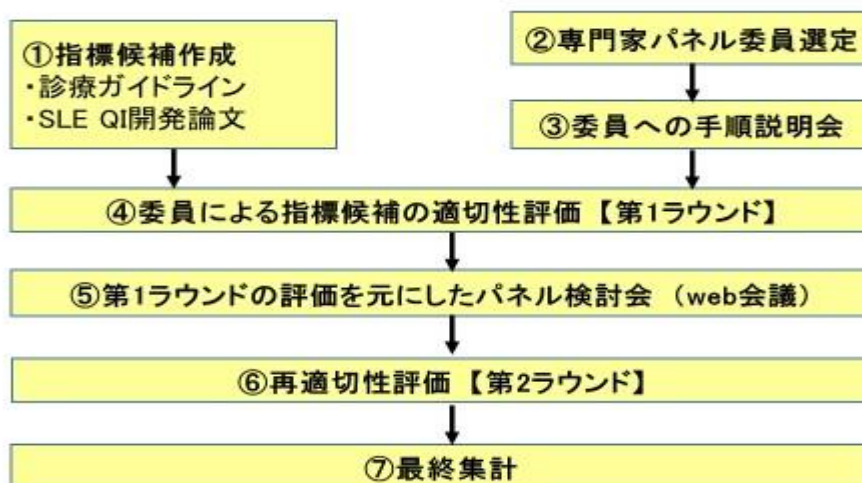 ①指標候補作成
・診療ガイドライン
・SLE QI開発論文
②専門家パネル委員選定
③委員への手順説明会
④委員による指標候補の適切性評価 【第1ラウンド】
⑤第1ラウンドの評価を元にしたパネル検討会 （web会議）
⑥再適切性評価 【第2ラウンド】
⑦最終集計